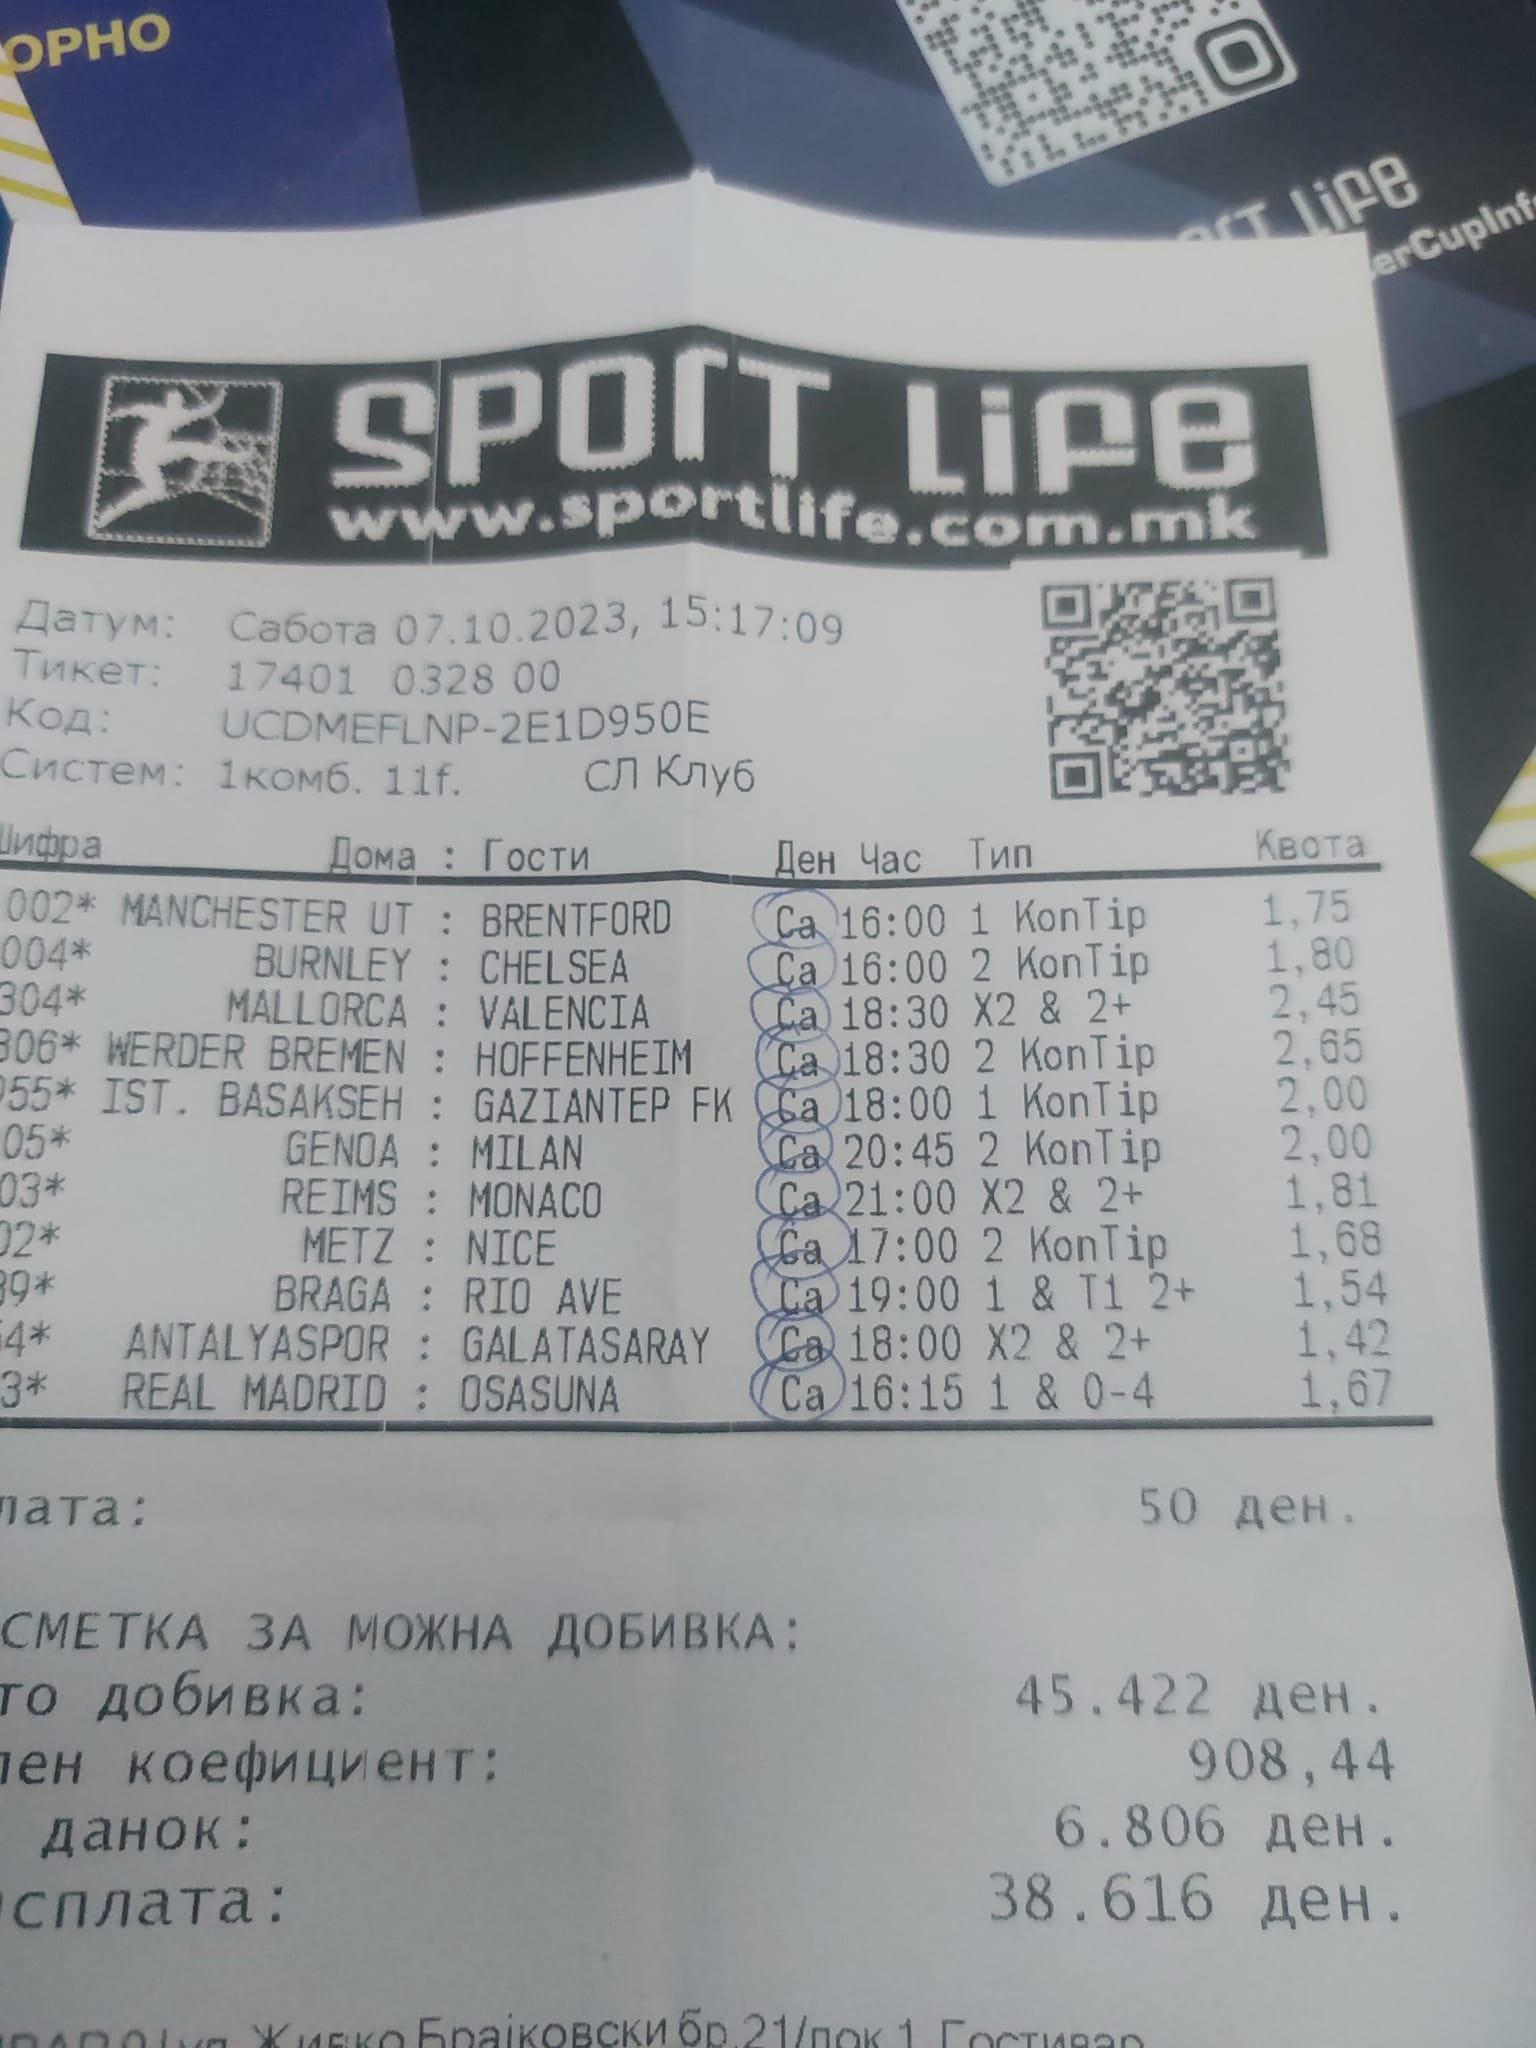 ОРНО
SPORT LIFE
erCupInf
SPORT LIFE
www.sportlife.com.mk
Датум: Сабота 07.10.2023, 15:17:09
Тикет: 17401 0328 00
Код: UCDMEFLNP-2E1D950E
Систем: 1комб. 11f. СЛ Клуб
Шифра Дома : Гости Ден Час Тип Квота
002* MANCHESTER UT : BRENTFORD Са 16:00 1 KonTip 1,75
004* BURNLEY : CHELSEA Са 16:00 2 KonTip 1,80
304* MALLORCA : VALENCIA Са 18:30 X2 & 2+ 2,45
306* WERDER BREMEN : HOFFENHEIM Са 18:30 2 KonTip 2,65
955* IST. BASAKSEH : GAZIANTEP FK Са 18:00 1 KonTip 2,00
05* GENOA : MILAN Са 20:45 2 KonTip 2,00
03* REIMS : MONACO Са 21:00 X2 & 2+ 1,81
02* METZ : NICE Са 17:00 2 KonTip 1,68
39* BRAGA : RIO AVE Са 19:00 1 & T1 2+ 1,54
4* ANTALYASPOR : GALATASARAY Са 18:00 X2 & 2+ 1,42
3* REAL MADRID : OSASUNA Са 16:15 1 & 0-4 1,67
лата: 50 ден.
СМЕТКА ЗА МОЖНА ДОБИВКА:
то добивка: 45.422 ден.
лен коефициент: 908,44
данок: 6.806 ден.
сплата: 38.616 ден.
ул. Живко Брајковски бр.21/лок 1, Гостивар